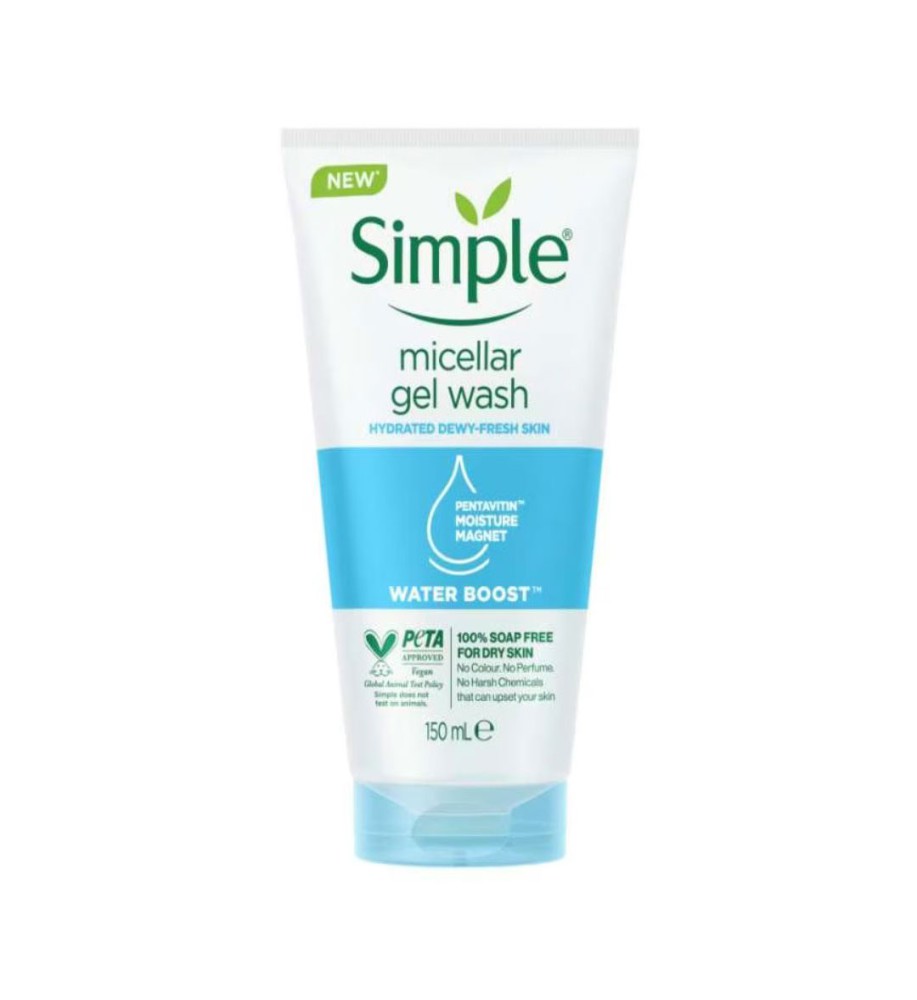 NEW*
Simple®
micellar
gel wash
HYDRATED DEWY-FRESH SKIN
PENTAVITIN™
MOISTURE
MAGNET
WATER BOOST™
PeTA
APPROVED
Vegan
Global Animal Test Policy
Simple does not
test on animals.
100% SOAP FREE
FOR DRY SKIN
No Colour. No Perfume.
No Harsh Chemicals
that can upset your skin
150 mL ℮